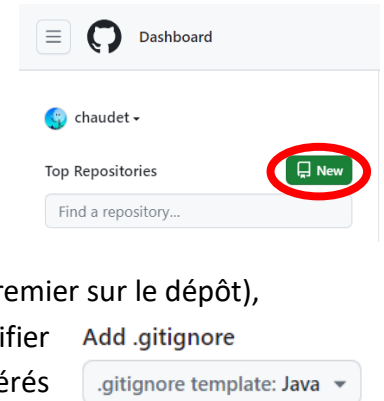 Dashboard
chaudet
Top Repositories
New
Find a repository...
remier sur le dépôt),
ifier
Add .gitignore
érés
.gitignore template: Java